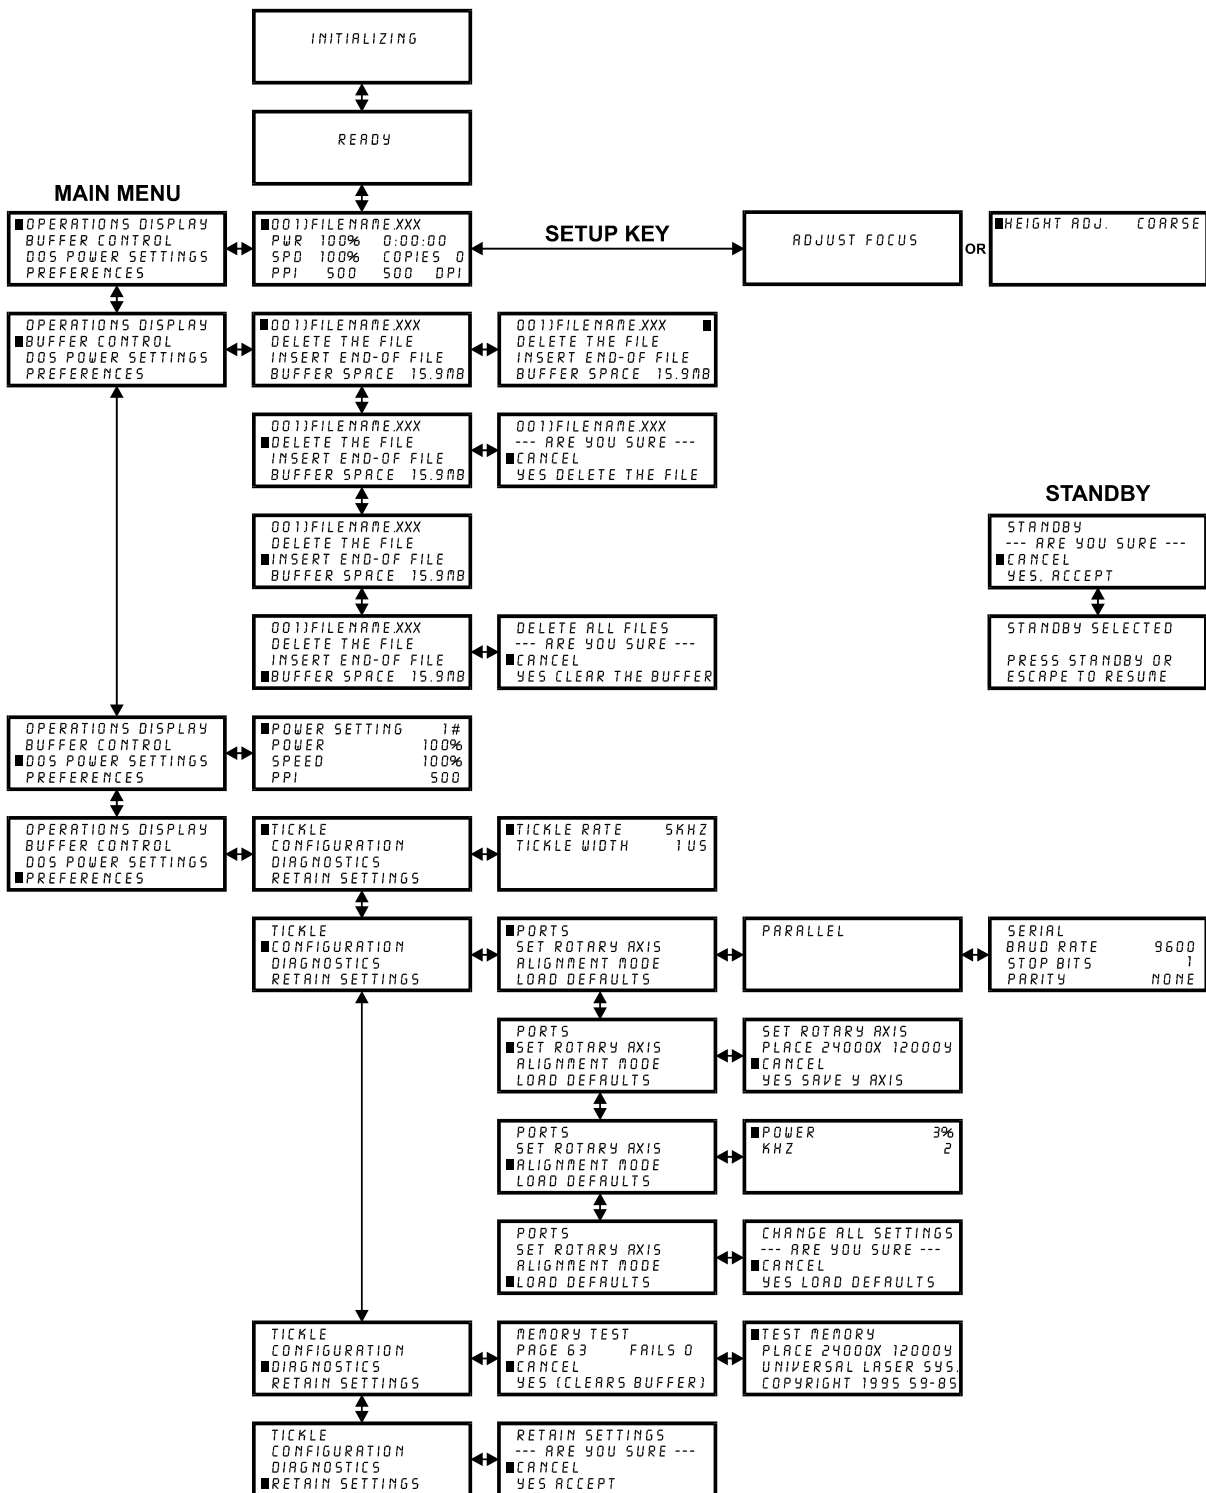 INITIALIZING
READY
MAIN MENU
OPERATIONS DISPLAY
BUFFER CONTROL
DOS POWER SETTINGS
PREFERENCES
001)FILENAME.XXX
PWR 100% 0:00:00
SPD 100% COPIES 0
PPI 500 500 DPI
SETUP KEY
ADJUST FOCUS
OR
HEIGHT ADJ. COARSE
OPERATIONS DISPLAY
BUFFER CONTROL
DOS POWER SETTINGS
PREFERENCES
001)FILENAME.XXX
DELETE THE FILE
INSERT END-OF FILE
BUFFER SPACE 15.9MB
001)FILENAME.XXX
DELETE THE FILE
INSERT END-OF FILE
BUFFER SPACE 15.9MB
001)FILENAME.XXX
DELETE THE FILE
INSERT END-OF FILE
BUFFER SPACE 15.9MB
001)FILENAME.XXX
--- ARE YOU SURE ---
CANCEL
YES DELETE THE FILE
001)FILENAME.XXX
DELETE THE FILE
INSERT END-OF FILE
BUFFER SPACE 15.9MB
STANDBY
STANDBY
--- ARE YOU SURE ---
CANCEL
YES. ACCEPT
001)FILENAME.XXX
DELETE THE FILE
INSERT END-OF FILE
BUFFER SPACE 15.9MB
DELETE ALL FILES
--- ARE YOU SURE ---
CANCEL
YES CLEAR THE BUFFER
STANDBY SELECTED
PRESS STANDBY OR
ESCAPE TO RESUME
OPERATIONS DISPLAY
BUFFER CONTROL
DOS POWER SETTINGS
PREFERENCES
POWER SETTING 1#
POWER 100%
SPEED 100%
PPI 500
OPERATIONS DISPLAY
BUFFER CONTROL
DOS POWER SETTINGS
PREFERENCES
TICKLE
CONFIGURATION
DIAGNOSTICS
RETAIN SETTINGS
TICKLE RATE 5KHZ
TICKLE WIDTH 1US
TICKLE
CONFIGURATION
DIAGNOSTICS
RETAIN SETTINGS
PORTS
SET ROTARY AXIS
ALIGNMENT MODE
LOAD DEFAULTS
PARALLEL
SERIAL
BAUD RATE 9600
STOP BITS 1
PARITY NONE
PORTS
SET ROTARY AXIS
ALIGNMENT MODE
LOAD DEFAULTS
SET ROTARY AXIS
PLACE 24000X 12000Y
CANCEL
YES SAVE Y AXIS
PORTS
SET ROTARY AXIS
ALIGNMENT MODE
LOAD DEFAULTS
POWER 3%
KHZ 2
PORTS
SET ROTARY AXIS
ALIGNMENT MODE
LOAD DEFAULTS
CHANGE ALL SETTINGS
--- ARE YOU SURE ---
CANCEL
YES LOAD DEFAULTS
TICKLE
CONFIGURATION
DIAGNOSTICS
RETAIN SETTINGS
MEMORY TEST
PAGE 63 FAILS 0
CANCEL
YES (CLEARS BUFFER)
TEST MEMORY
PLACE 24000X 12000Y
UNIVERSAL LASER SYS.
COPYRIGHT 1995 59-85
TICKLE
CONFIGURATION
DIAGNOSTICS
RETAIN SETTINGS
RETAIN SETTINGS
--- ARE YOU SURE ---
CANCEL
YES ACCEPT